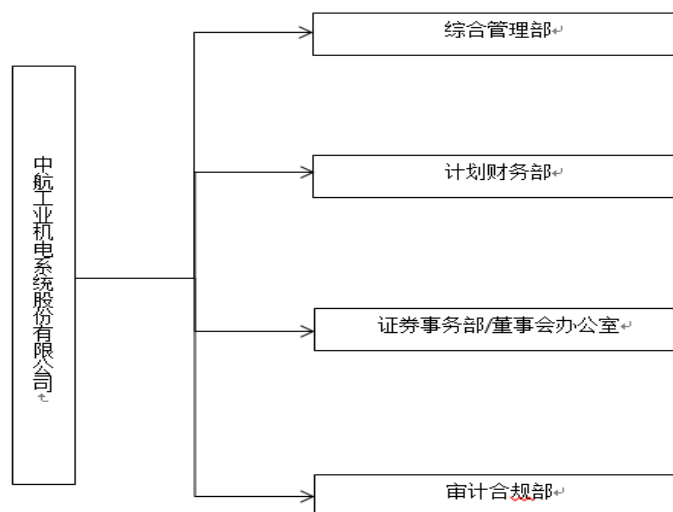 中航工业机电系统股份有限公司
综合管理部
计划财务部
证券事务部/董事会办公室
审计合规部